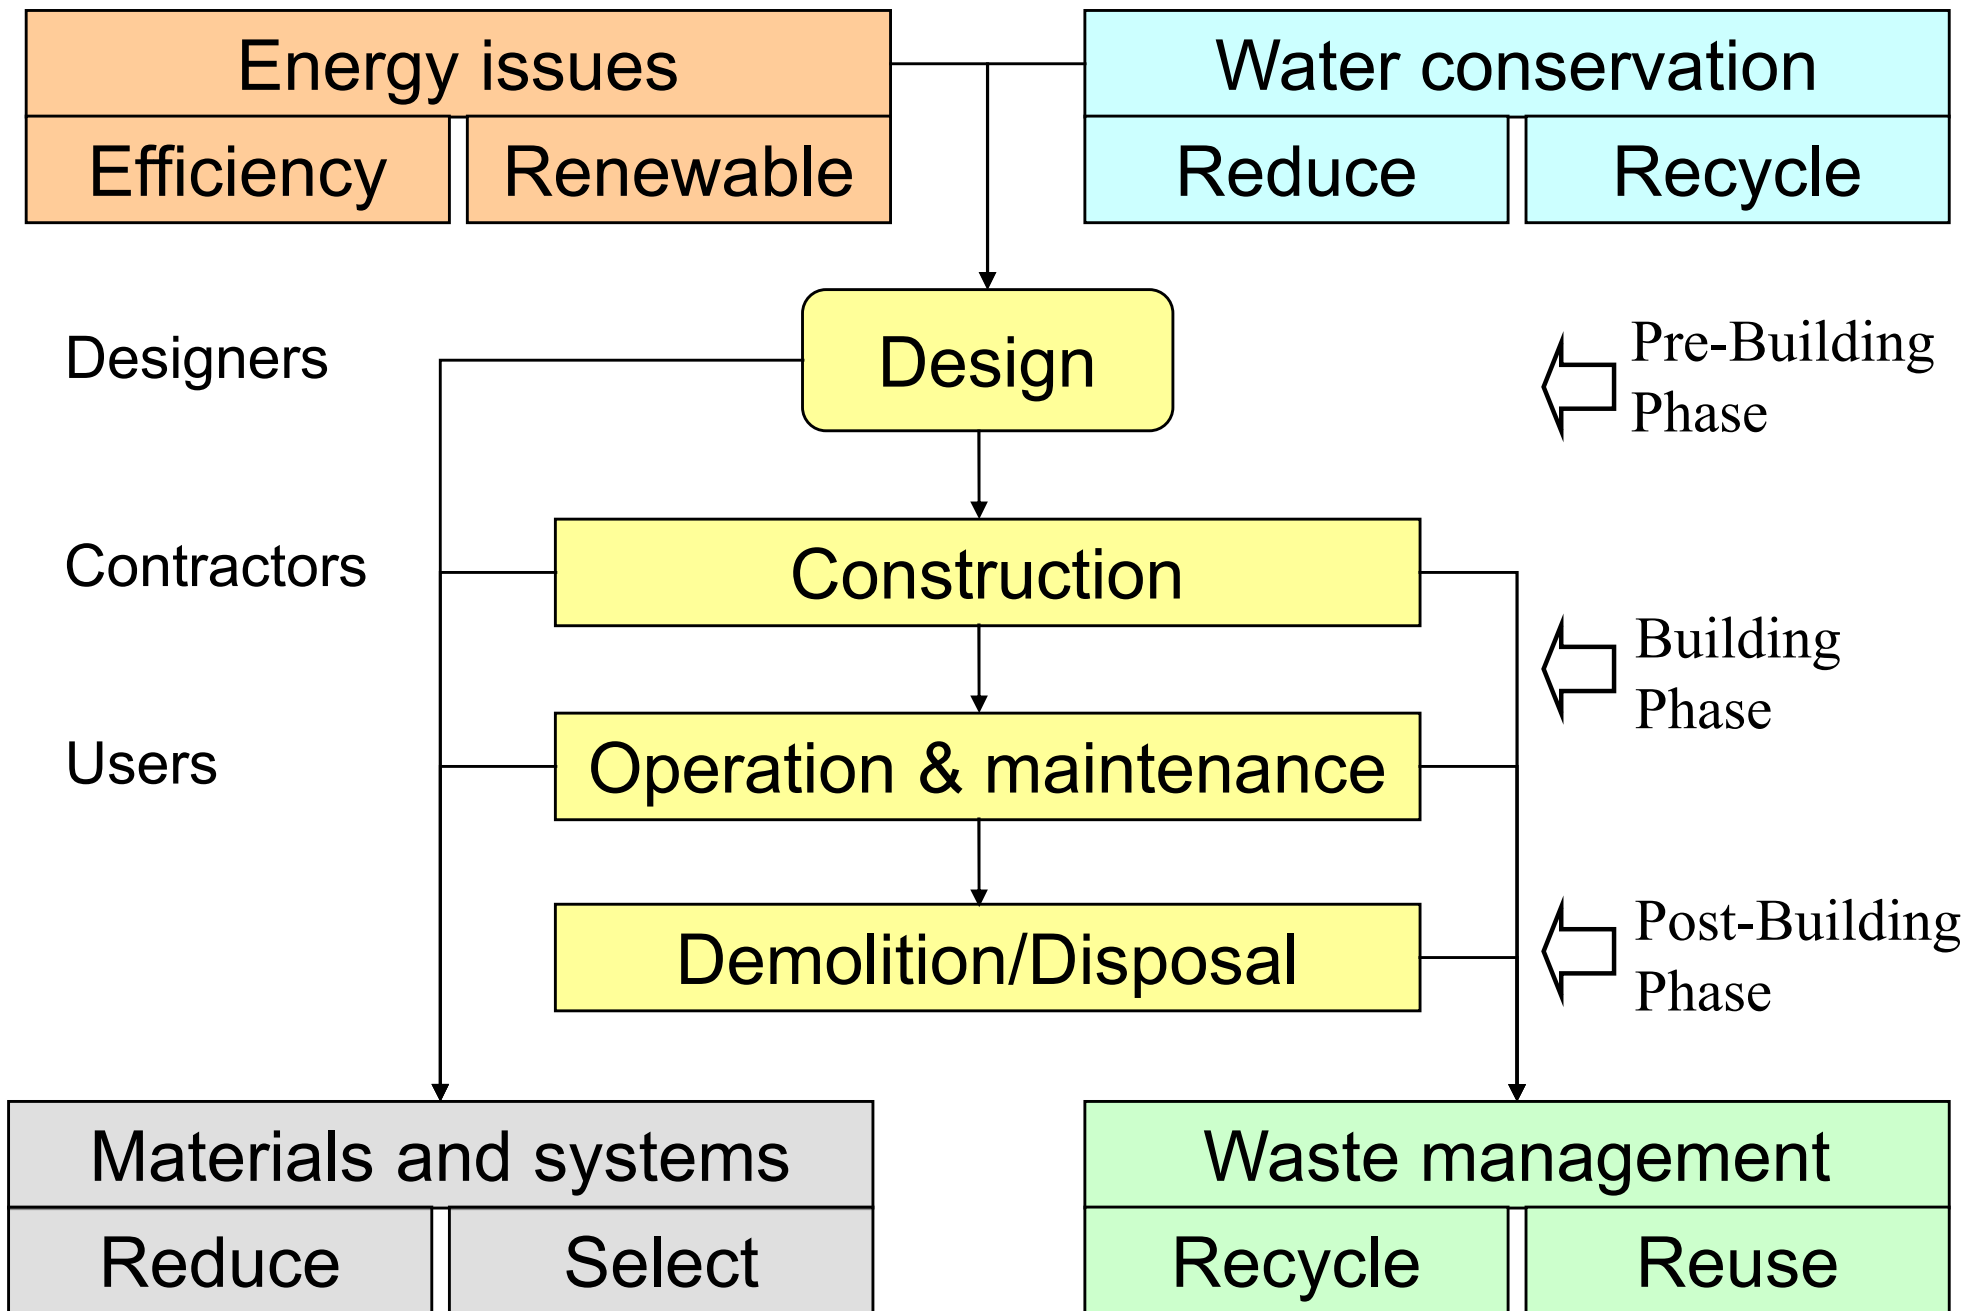 Energy issues
Water conservation
Efficiency
Renewable
Reduce
Recycle
Designers
Design
Pre-Building
Phase
Contractors
Construction
Building
Phase
Users
Operation & maintenance
Demolition/Disposal
Post-Building
Phase
Materials and systems
Waste management
Reduce
Select
Recycle
Reuse